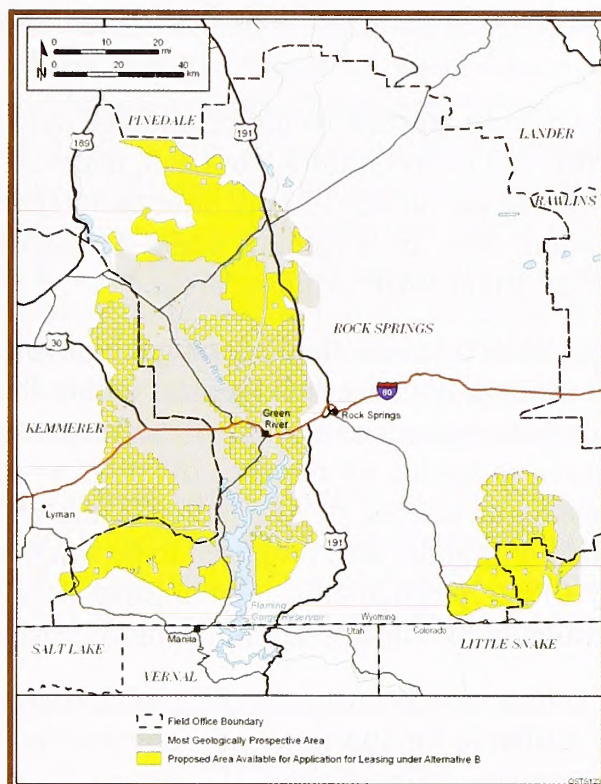 0 10 20
mi
0 20 40
km
N
PINEDALE
191
189
LANDER
RAWLINS
ROCK SPRINGS
30
Green River
80
Green
River
Rock Springs
KEMMERER
Lyman
191
Flaming
Gorge Reservoir
Wyoming
Utah
Colorado
Manila
SALT LAKE
VERNAL
LITTLE SNAKE
Field Office Boundary
Most Geologically Prospective Area
Proposed Area Available for Application for Leasing under Alternative B